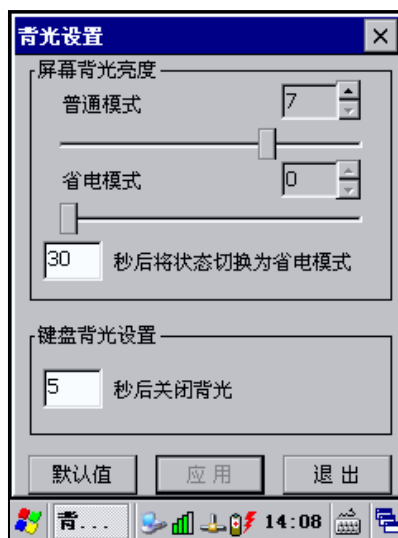 背光设置
屏幕背光亮度
普通模式 7
省电模式 0
30 秒后将状态切换为省电模式
键盘背光设置
5 秒后关闭背光
默认值 应用 退出
背... 14:08